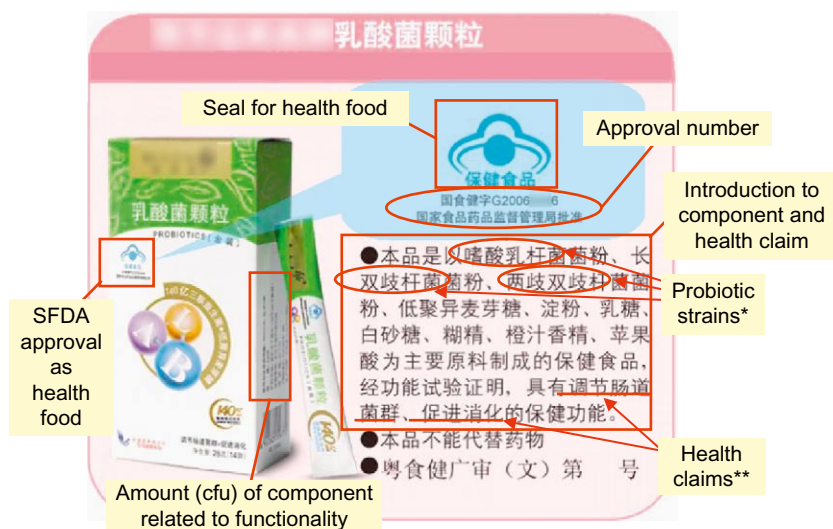 乳酸菌颗粒
Seal for health food
Approval number
保健食品
国食健字G2006 6
国家食品药品监督管理局批准
Introduction to
component and
health claim
乳酸菌颗粒
PROBIOTICS
●本品是以嗜酸乳杆菌菌粉、长
双歧杆菌菌粉、两歧双歧杆菌菌
粉、低聚异麦芽糖、淀粉、乳糖、
白砂糖、糊精、橙汁香精、苹果
酸为主要原料制成的保健食品,
经功能试验证明，具有调节肠道
菌群、促进消化的保健功能。
●本品不能代替药物
●粤食健广审（文）第 号
Probiotic
strains*
SFDA
approval
as
health
food
乳酸菌颗粒
140
140
Health
claims**
Amount (cfu) of component
related to functionality